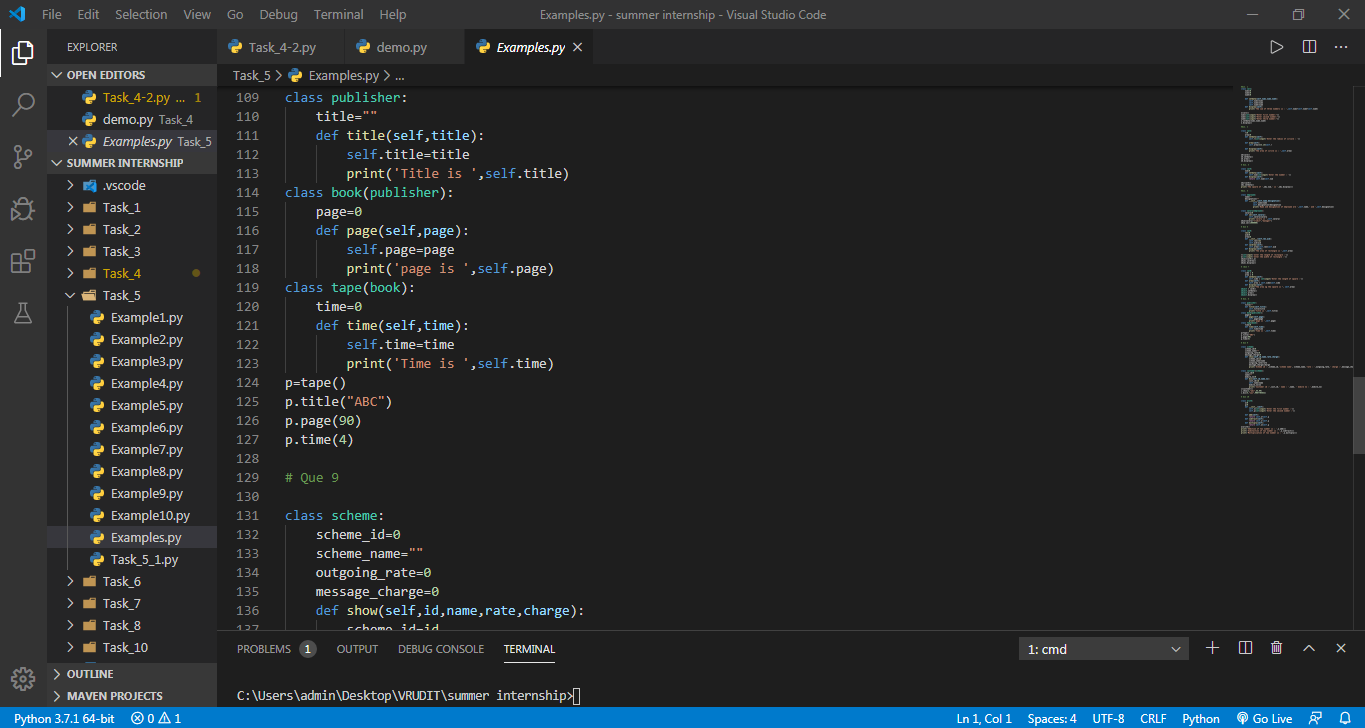 File Edit Selection View Go Debug Terminal Help Examples.py - summer internship - Visual Studio Code
EXPLORER
OPEN EDITORS
Task_4-2.py ... 1
demo.py Task_4
Examples.py Task_5
SUMMER INTERNSHIP
.vscode
Task_1
Task_2
Task_3
Task_4
Task_5
Example1.py
Example2.py
Example3.py
Example4.py
Example5.py
Example6.py
Example7.py
Example8.py
Example9.py
Example10.py
Examples.py
Task_5_1.py
Task_6
Task_7
Task_8
Task_10
OUTLINE
MAVEN PROJECTS
Task_4-2.py demo.py Examples.py
Task_5 > Examples.py > ...
109 class publisher:
110     title=""
111     def title(self,title):
112         self.title=title
113         print('Title is ',self.title)
114 class book(publisher):
115     page=0
116     def page(self,page):
117         self.page=page
118         print('page is ',self.page)
119 class tape(book):
120     time=0
121     def time(self,time):
122         self.time=time
123         print('Time is ',self.time)
124 p=tape()
125 p.title("ABC")
126 p.page(90)
127 p.time(4)
128
129 # Que 9
130
131 class scheme:
132     scheme_id=0
133     scheme_name=""
134     outgoing_rate=0
135     message_charge=0
136     def show(self,id,name,rate,charge):
137         scheme_id=id
PROBLEMS 1 OUTPUT DEBUG CONSOLE TERMINAL 1: cmd
C:\Users\admin\Desktop\VRUDIT\summer internship>
Python 3.7.1 64-bit 0 1 Ln 1, Col 1 Spaces: 4 UTF-8 CRLF Python Go Live